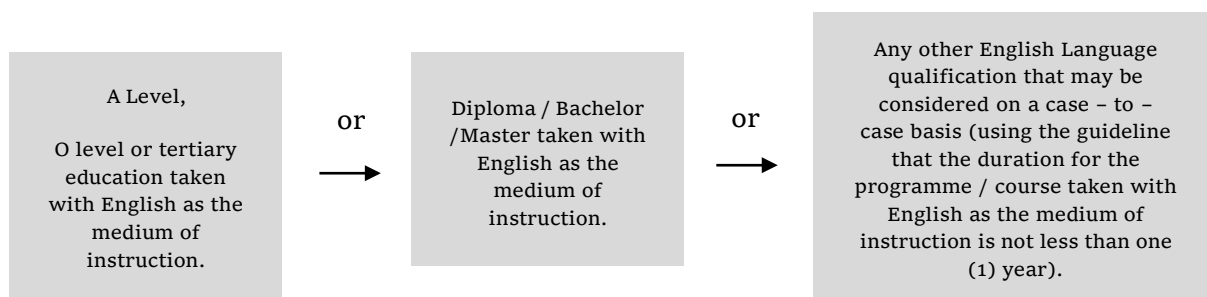 A Level,
O level or tertiary
education taken
with English as the
medium of
instruction.
or
Diploma / Bachelor
/Master taken with
English as the
medium of
instruction.
or
Any other English Language
qualification that may be
considered on a case – to –
case basis (using the guideline
that the duration for the
programme / course taken with
English as the medium of
instruction is not less than one
(1) year).